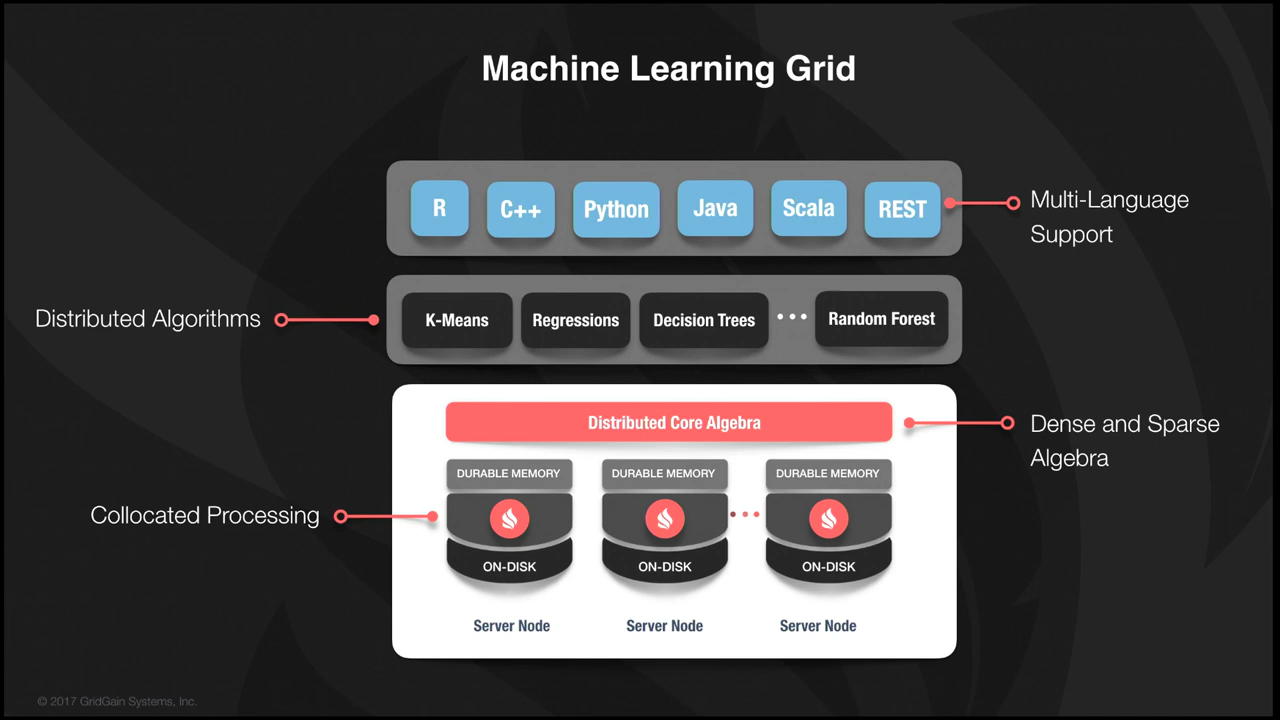 Machine Learning Grid
R
C++
Python
Java
Scala
REST
Multi-Language
Support
Distributed Algorithms
K-Means
Regressions
Decision Trees
Random Forest
Distributed Core Algebra
Dense and Sparse
Algebra
DURABLE MEMORY
DURABLE MEMORY
DURABLE MEMORY
Collocated Processing
ON-DISK
ON-DISK
ON-DISK
Server Node
Server Node
Server Node
© 2017 GridGain Systems, Inc.